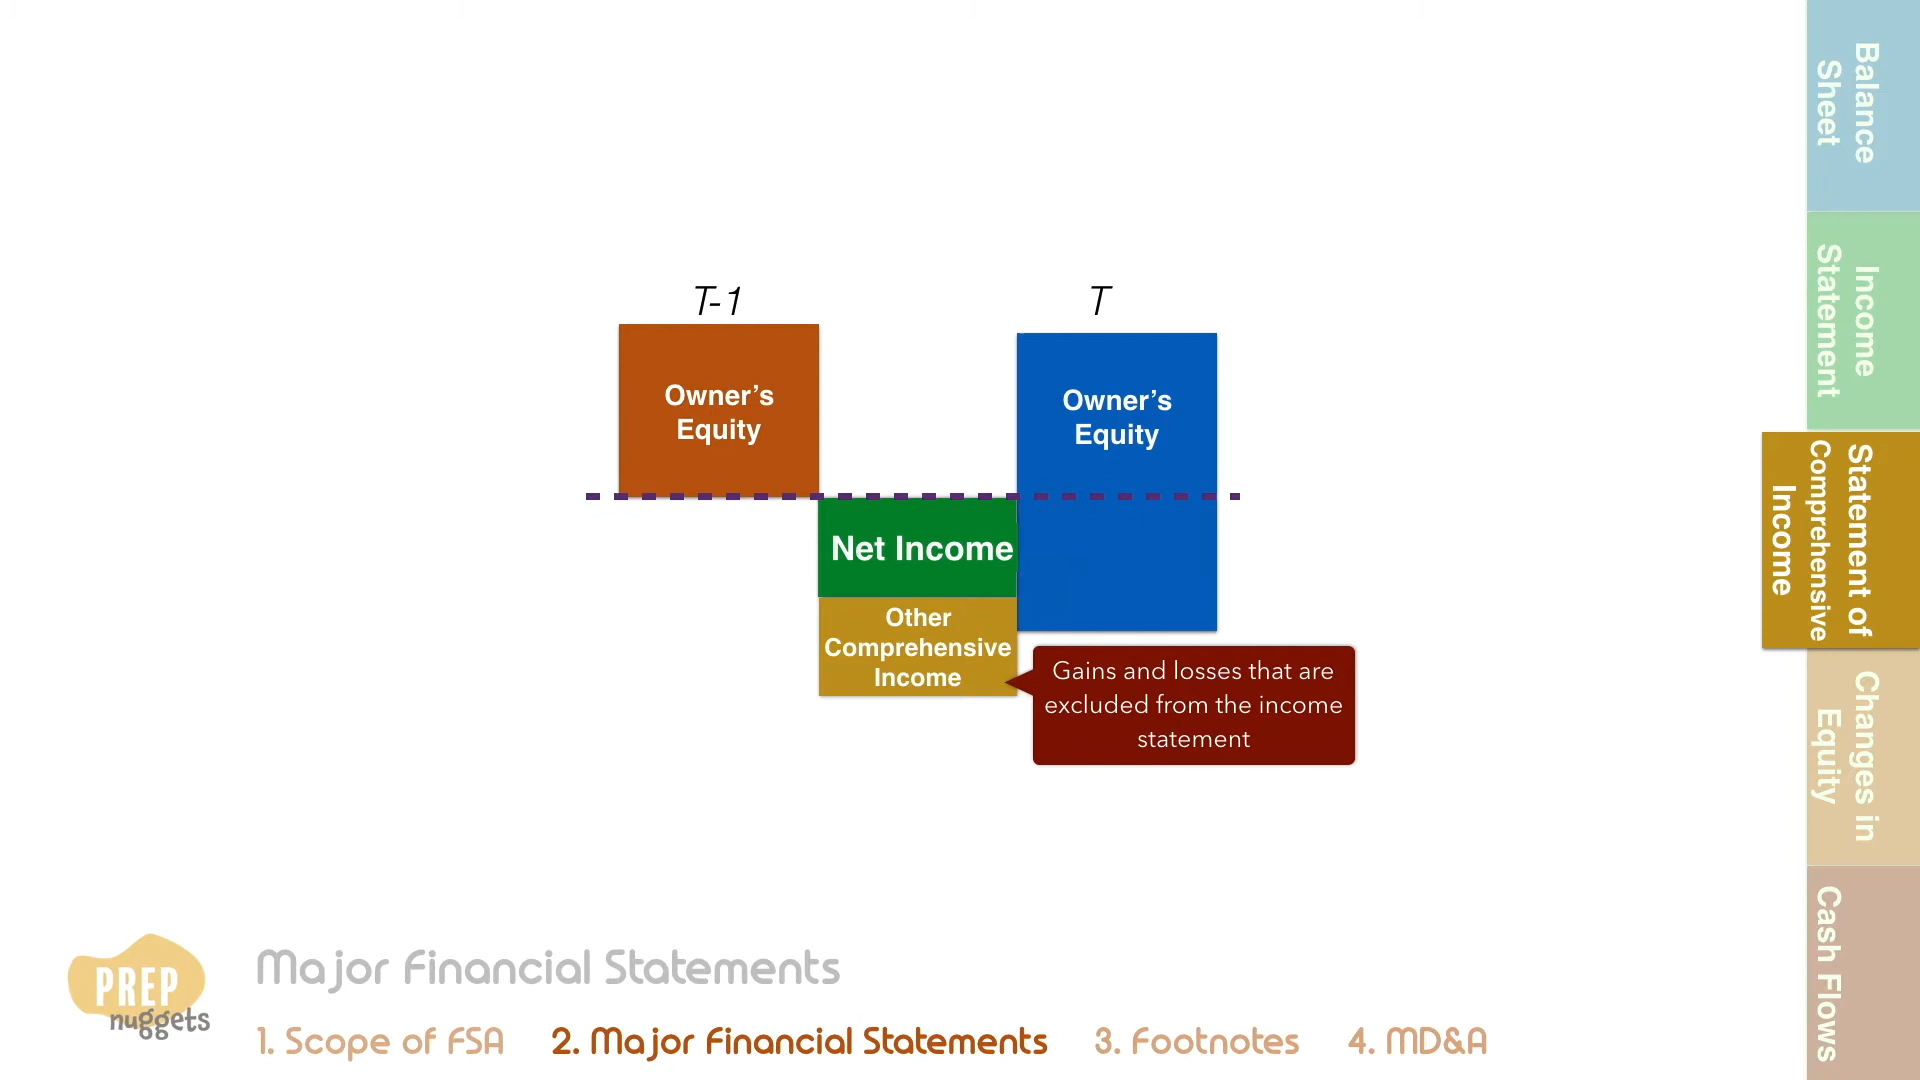 T-1
T
Owner's
Equity
Owner's
Equity
Net Income
Other
Comprehensive
Income
Gains and losses that are
excluded from the income
statement
Balance
Sheet
Income
Statement
Statement of
Comprehensive
Income
Changes in
Equity
Cash Flows
PREP
nuggets
Major Financial Statements
1. Scope of FSA
2. Major Financial Statements
3. Footnotes
4. MD&A